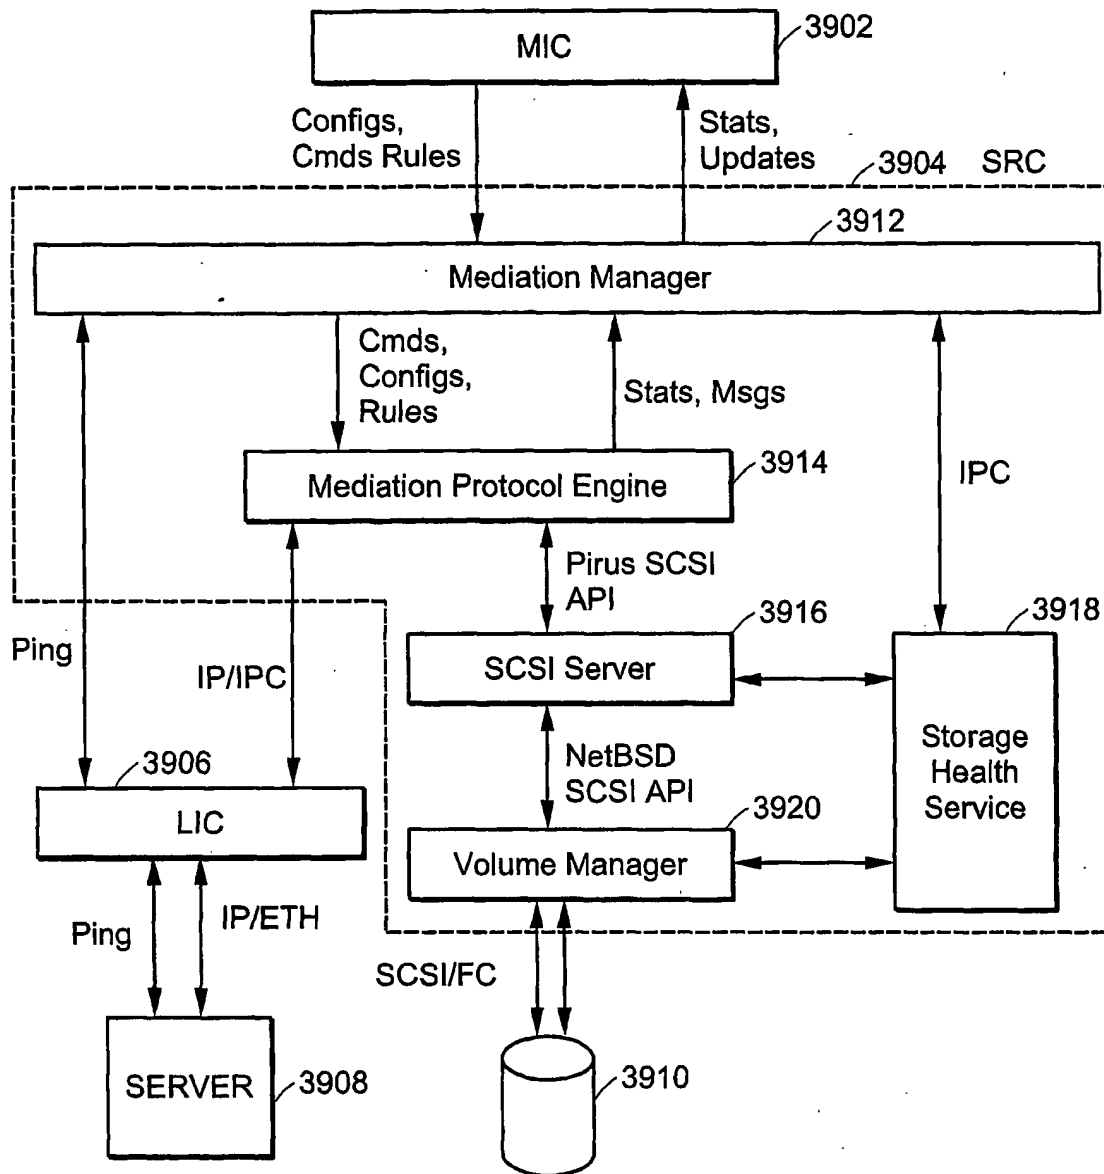 MIC
3902
Configs,
Cmds Rules
Stats,
Updates
3904
SRC
3912
Mediation Manager
Cmds,
Configs,
Rules
Stats, Msgs
3914
Mediation Protocol Engine
IPC
Pirus SCSI
API
3916
3918
Ping
IP/IPC
SCSI Server
3906
NetBSD
SCSI API
Storage
Health
Service
LIC
3920
Volume Manager
Ping
IP/ETH
SCSI/FC
SERVER
3908
3910